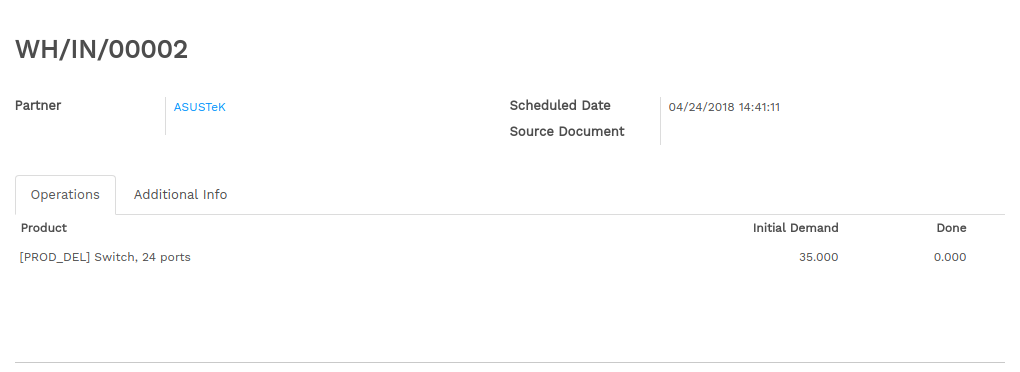 WH/IN/00002
Partner ASUSTeK Scheduled Date 04/24/2018 14:41:11
Source Document
Operations Additional Info
Product Initial Demand Done
[PROD_DEL] Switch, 24 ports 35.000 0.000